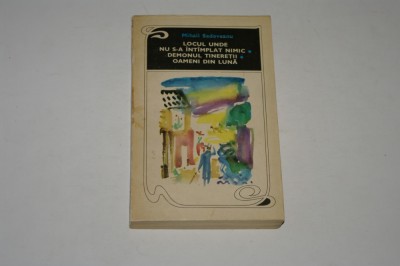 Mihail Sadoveanu
LOCUL UNDE
NU S-A ÎNTÎMPLAT NIMIC •
DEMONUL TINEREȚII •
OAMENI DIN LUNĂ